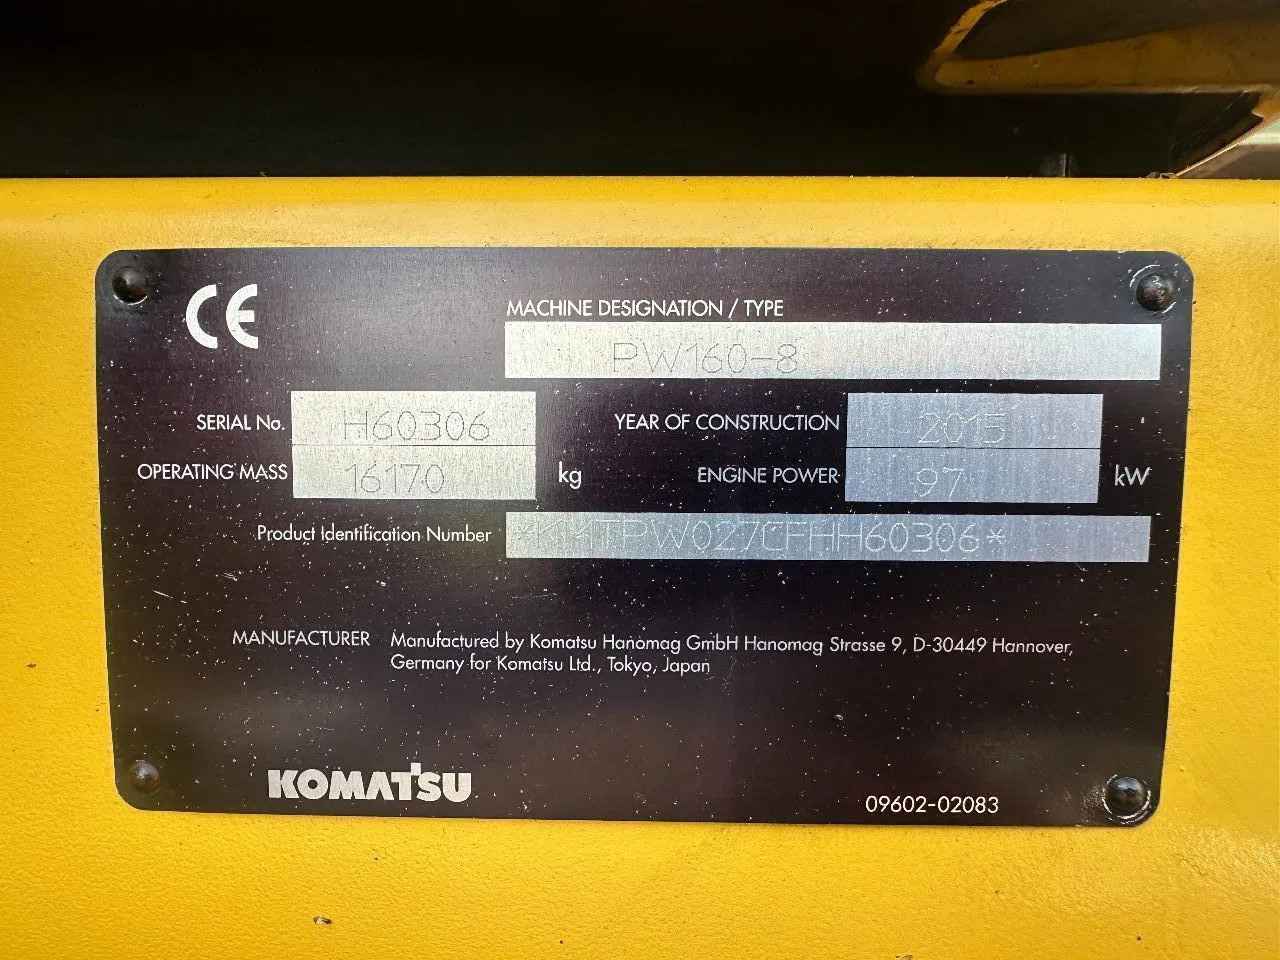 CE
MACHINE DESIGNATION / TYPE
PW160-8
SERIAL No. H60306 YEAR OF CONSTRUCTION 2015
OPERATING MASS 16170 kg ENGINE POWER 97 kW
Product Identification Number *KMTPW027CFHH60306*
MANUFACTURER Manufactured by Komatsu Hanomag GmbH Hanomag Strasse 9, D-30449 Hannover,
Germany for Komatsu Ltd., Tokyo, Japan
KOMATSU
09602-02083